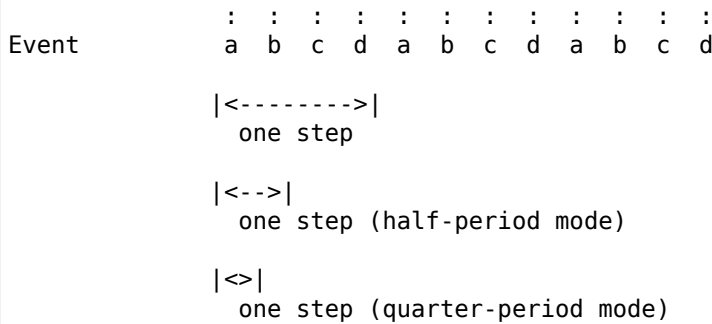 : : : : : : : : : : : :
Event a b c d a b c d a b c d
|<-------->|
one step
|<-->|
one step (half-period mode)
|<>|
one step (quarter-period mode)